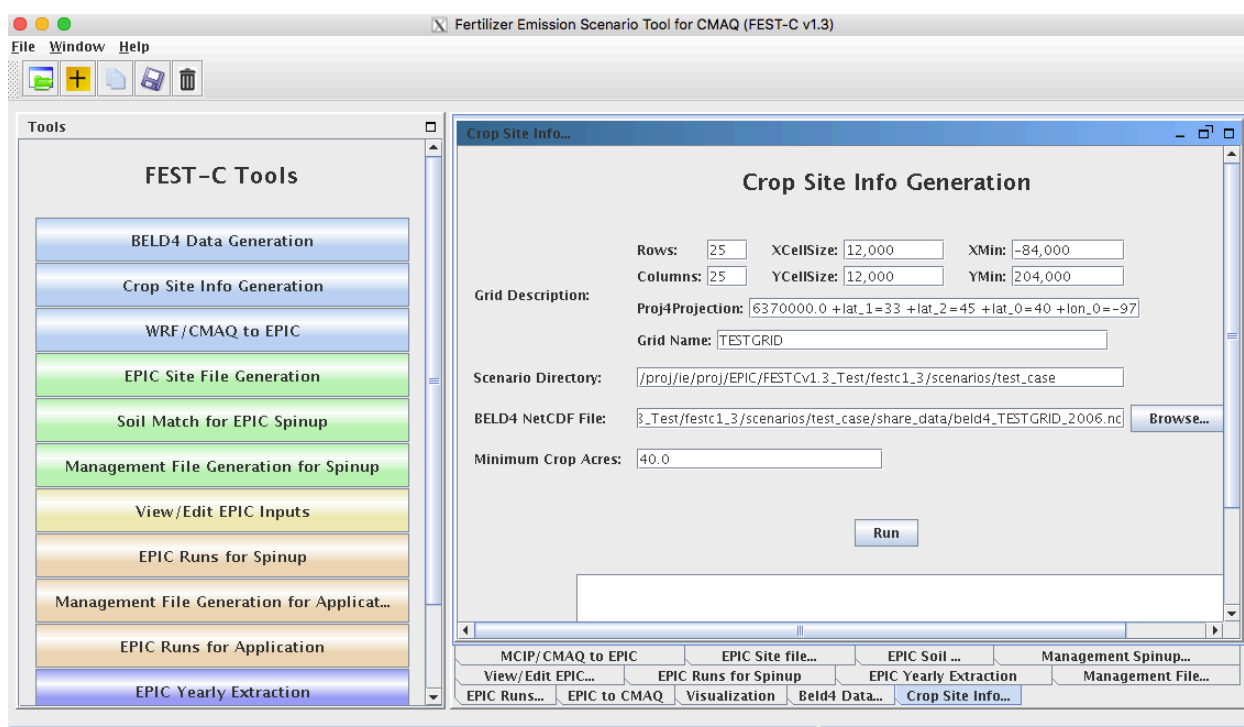 Fertilizer Emission Scenario Tool for CMAQ (FEST-C v1.3)
File Window Help
Tools
FEST-C Tools
BELD4 Data Generation
Crop Site Info Generation
WRF/CMAQ to EPIC
EPIC Site File Generation
Soil Match for EPIC Spinup
Management File Generation for Spinup
View/Edit EPIC Inputs
EPIC Runs for Spinup
Management File Generation for Applicat...
EPIC Runs for Application
EPIC Yearly Extraction
Crop Site Info...
Crop Site Info Generation
Rows: 25 XCellSize: 12,000 XMin: -84,000
Columns: 25 YCellSize: 12,000 YMin: 204,000
Grid Description:
Proj4Projection: 6370000.0 +lat_1=33 +lat_2=45 +lat_0=40 +lon_0=-97
Grid Name: TESTGRID
Scenario Directory: /proj/ie/proj/EPIC/FESTCv1.3_Test/festc1_3/scenarios/test_case
BELD4 NetCDF File: 3_Test/festc1_3/scenarios/test_case/share_data/beld4_TESTGRID_2006.nc Browse...
Minimum Crop Acres: 40.0
Run
MCIP/CMAQ to EPIC EPIC Site file... EPIC Soil ... Management Spinup...
View/Edit EPIC... EPIC Runs for Spinup EPIC Yearly Extraction Management File...
EPIC Runs... EPIC to CMAQ Visualization Beld4 Data... Crop Site Info...